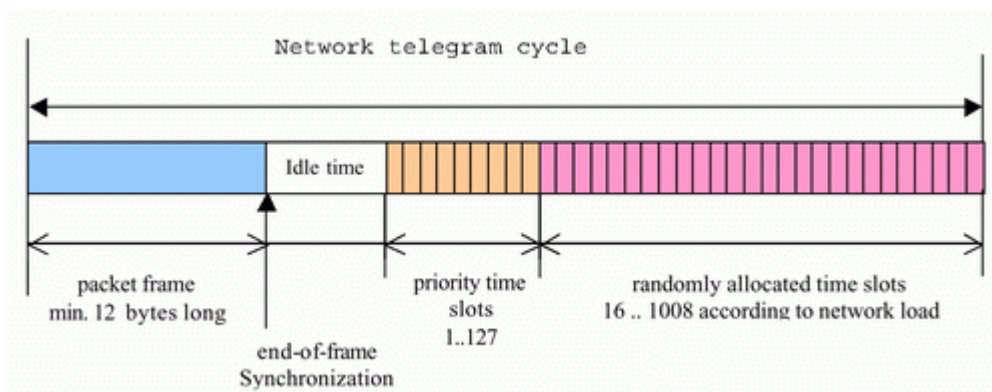 Network telegram cycle
Idle time
packet frame
min. 12 bytes long
end-of-frame
Synchronization
priority time
slots
1..127
randomly allocated time slots
16 .. 1008 according to network load